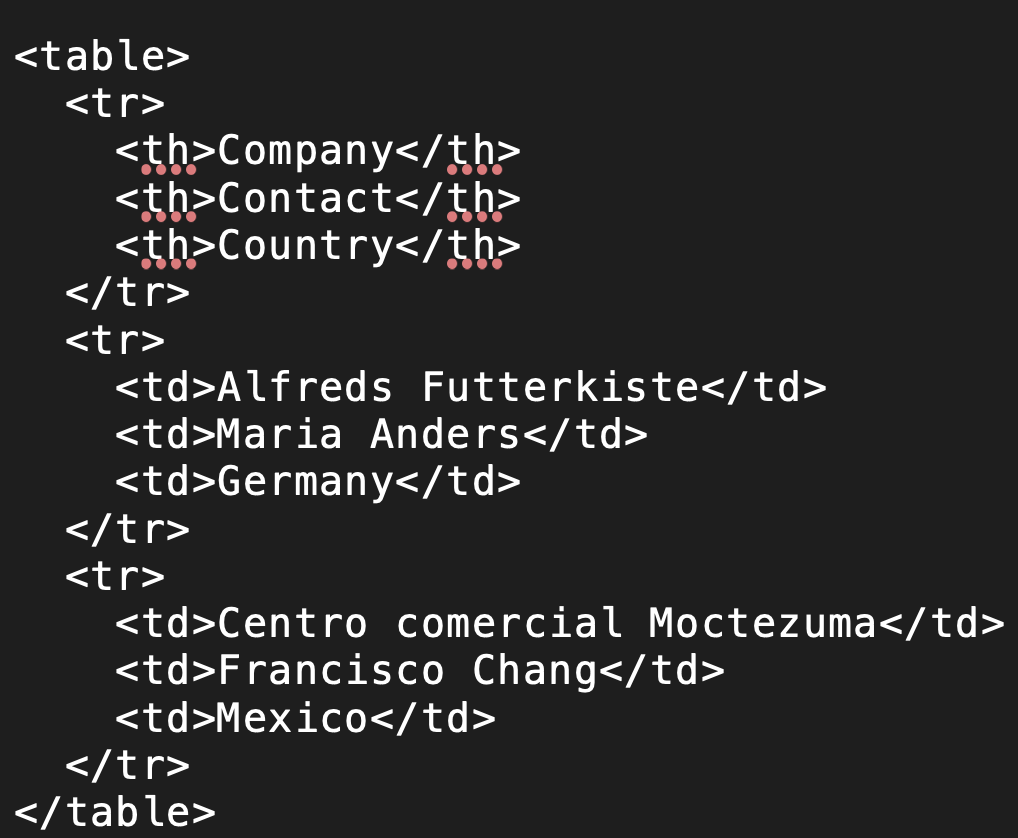 <table>
  <tr>
    <th>Company</th>
    <th>Contact</th>
    <th>Country</th>
  </tr>
  <tr>
    <td>Alfreds Futterkiste</td>
    <td>Maria Anders</td>
    <td>Germany</td>
  </tr>
  <tr>
    <td>Centro comercial Moctezuma</td>
    <td>Francisco Chang</td>
    <td>Mexico</td>
  </tr>
</table>